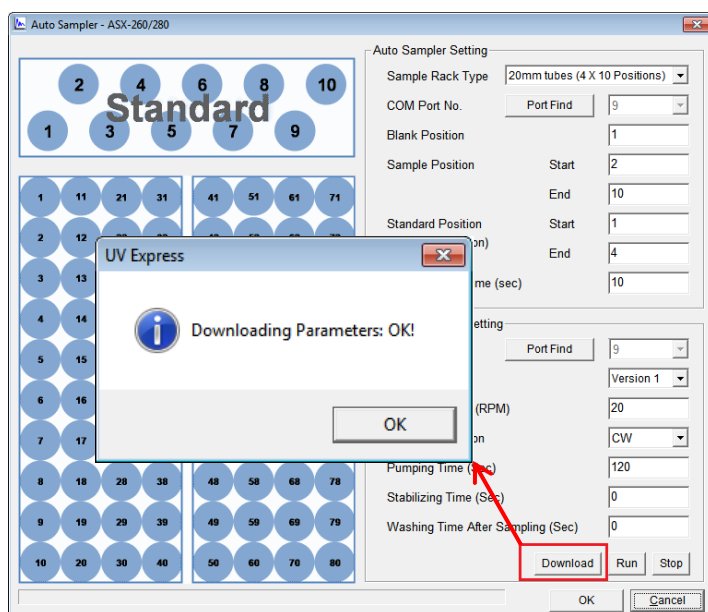 Auto Sampler - ASX-260/280
Standard
2 4 6 8 10
1 3 5 7 9
1 11 21 31 41 51 61 71
2 12
3 13
4 14
5 15
6 16
7 17
8 18 28 38 48 58 68 78
9 19 29 39 49 59 69 79
10 20 30 40 50 60 70 80
Auto Sampler Setting
Sample Rack Type 20mm tubes (4 X 10 Positions)
COM Port No. Port Find 9
Blank Position 1
Sample Position Start 2
End 10
Standard Position Start 1
End 4
me (sec) 10
UV Express
Downloading Parameters: OK!
OK
etting
Port Find 9
Version 1
(RPM) 20
on CW
Pumping Time (Sec) 120
Stabilizing Time (Sec) 0
Washing Time After Sampling (Sec) 0
Download Run Stop
OK Cancel